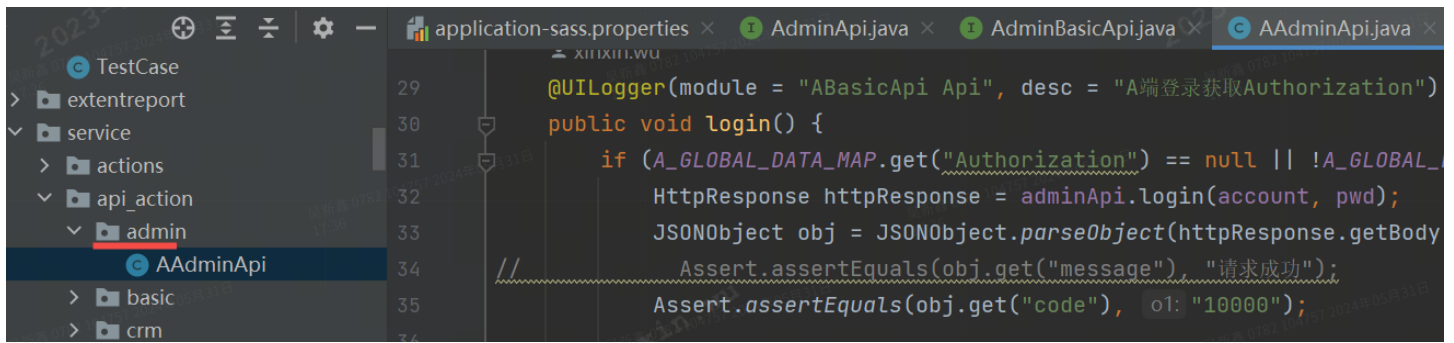 application-sass.properties
AdminApi.java
AdminBasicApi.java
AAdminApi.java
TestCase
extentreport
service
actions
api_action
admin
AAdminApi
basic
crm
xinxin.wu
29 @UILogger(module = "ABasicApi Api", desc = "A端登录获取Authorization")
30 public void login() {
31 if (A_GLOBAL_DATA_MAP.get("Authorization") == null || !A_GLOBAL_
32 HttpResponse httpResponse = adminApi.login(account, pwd);
33 JSONObject obj = JSONObject.parseObject(httpResponse.getBody
34 // Assert.assertEquals(obj.get("message"), "请求成功");
35 Assert.assertEquals(obj.get("code"), o1: "10000");
36